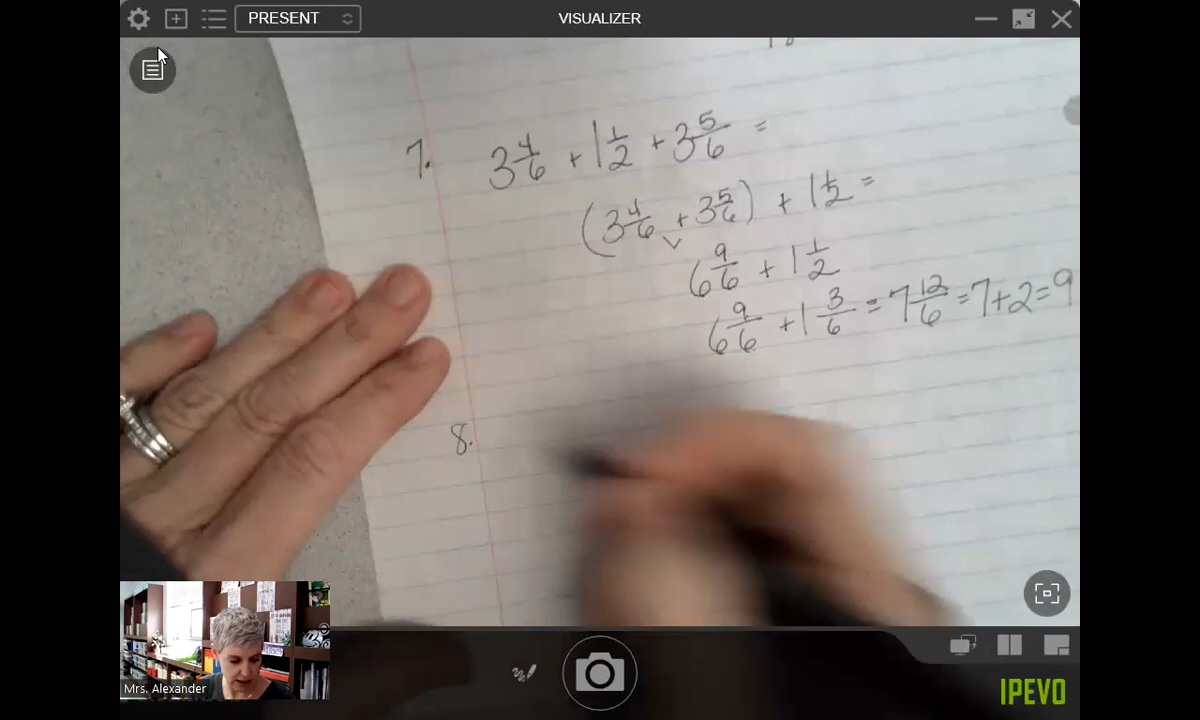 PRESENT
VISUALIZER
7. 3 4/6 + 1 1/2 + 3 5/6 =
(3 4/6 + 3 5/6) + 1 1/2 =
6 9/6 + 1 1/2
6 9/6 + 1 3/6 = 7 12/6 = 7+2 = 9
8.
Mrs. Alexander
IPEVO